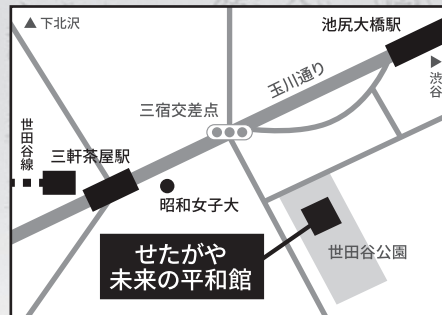 ▲下北沢
池尻大橋駅
▶渋谷
玉川通り
三宿交差点
世田谷線
三軒茶屋駅
昭和女子大
せたがや
未来の平和館
世田谷公園